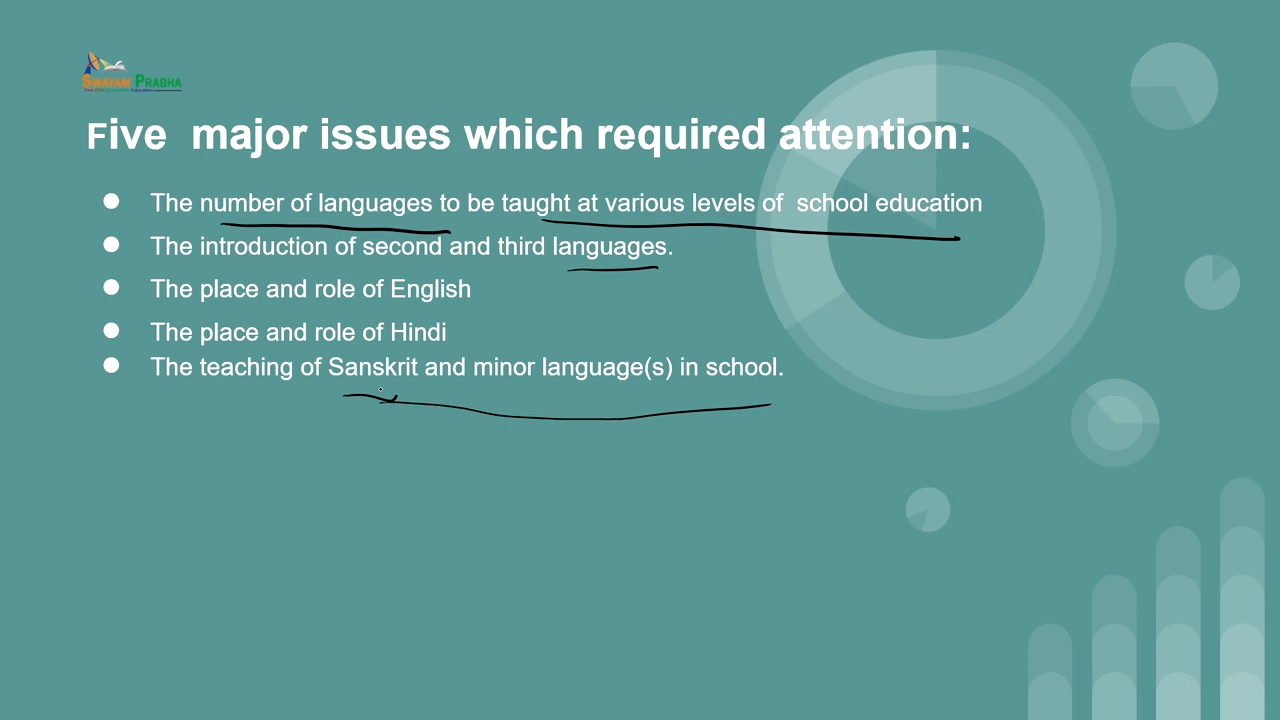 SWAYAM PRABHA
Five  major issues which required attention:
● The number of languages to be taught at various levels of  school education
● The introduction of second and third languages.
● The place and role of English
● The place and role of Hindi
● The teaching of Sanskrit and minor language(s) in school.